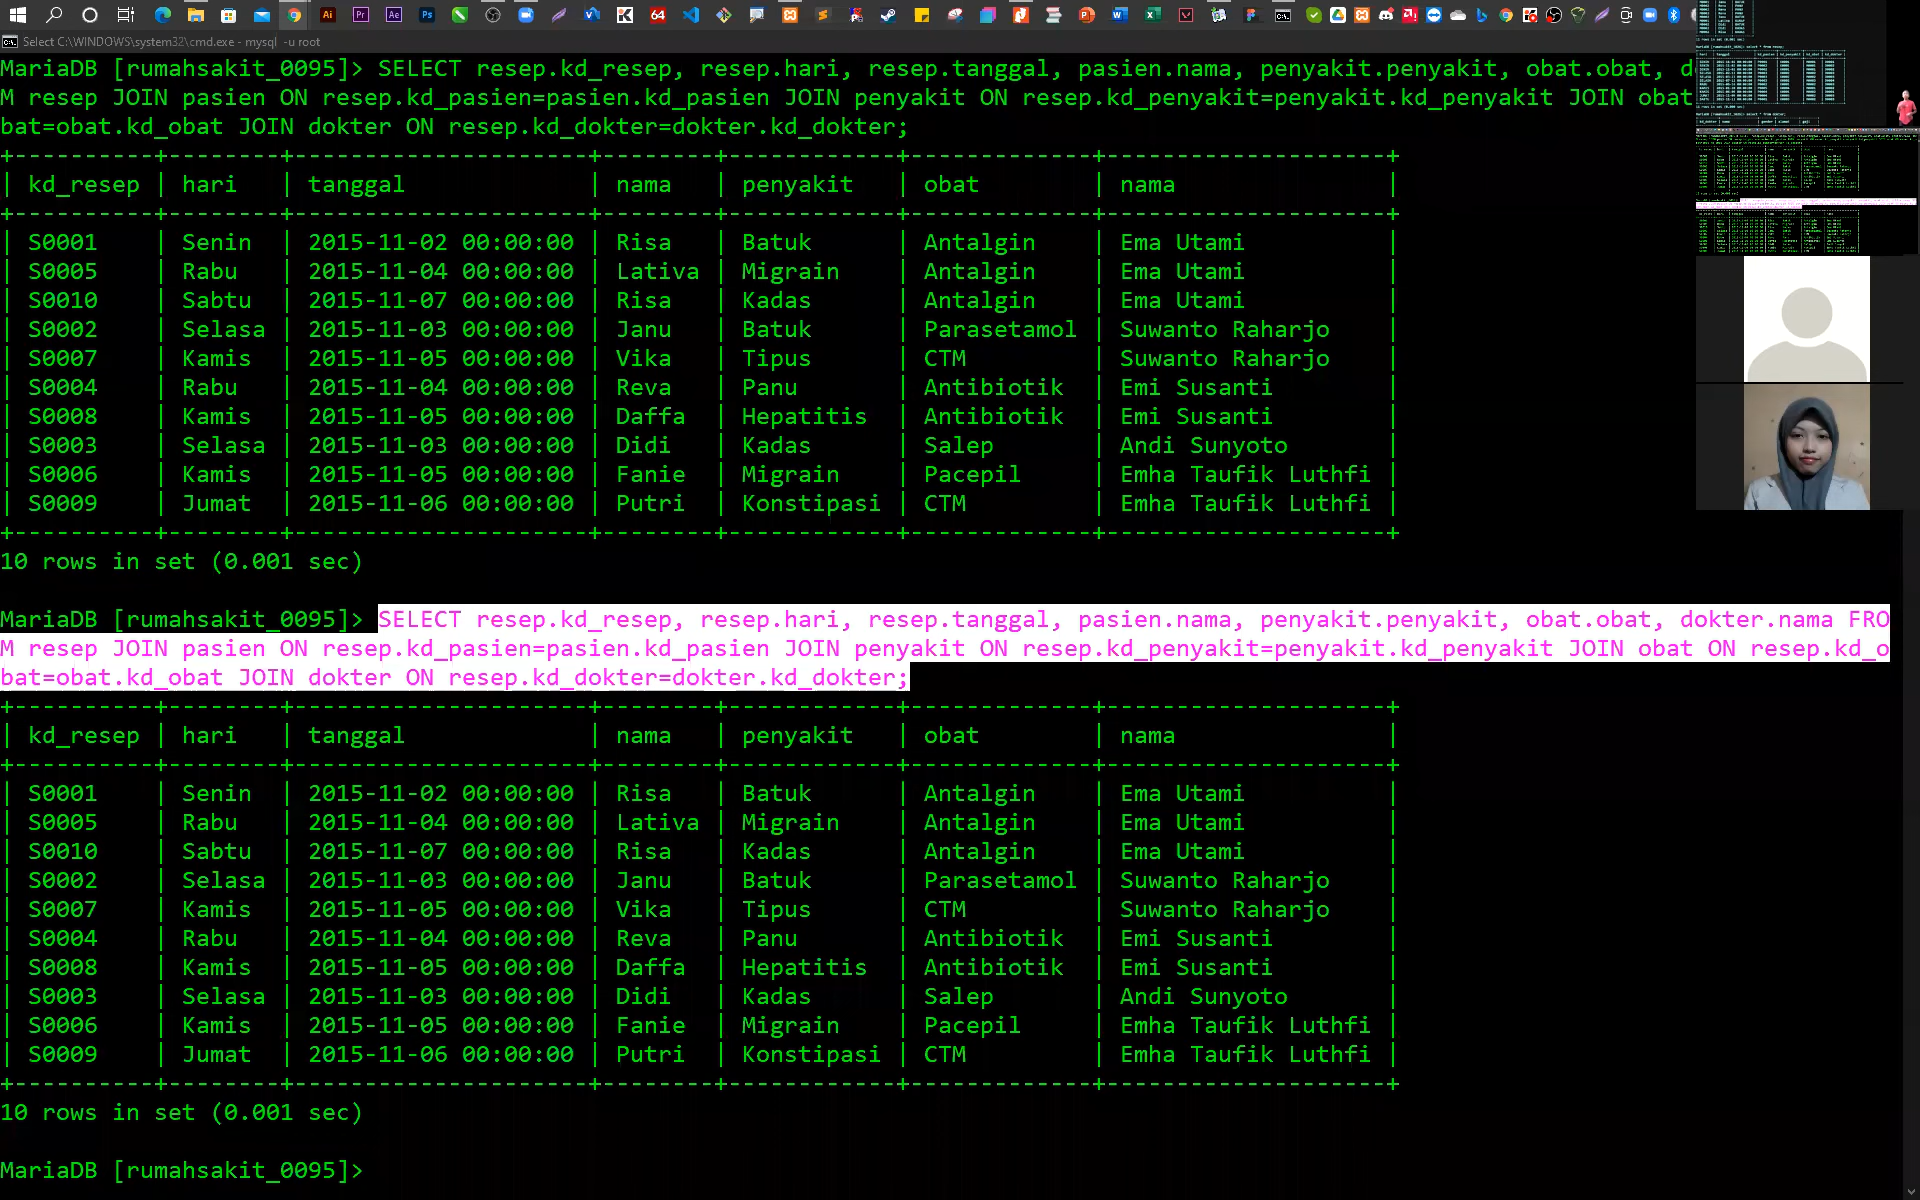 Select C:\WINDOWS\system32\cmd.exe - mysql -u root
MariaDB [rumahsakit_0095]> SELECT resep.kd_resep, resep.hari, resep.tanggal, pasien.nama, penyakit.penyakit, obat.obat, d
M resep JOIN pasien ON resep.kd_pasien=pasien.kd_pasien JOIN penyakit ON resep.kd_penyakit=penyakit.kd_penyakit JOIN obat
bat=obat.kd_obat JOIN dokter ON resep.kd_dokter=dokter.kd_dokter;
+----------+--------+---------------------+--------+------------+-------------+--------------------+
| kd_resep | hari   | tanggal             | nama   | penyakit   | obat        | nama               |
+----------+--------+---------------------+--------+------------+-------------+--------------------+
| S0001    | Senin  | 2015-11-02 00:00:00 | Risa   | Batuk      | Antalgin    | Ema Utami          |
| S0005    | Rabu   | 2015-11-04 00:00:00 | Lativa | Migrain    | Antalgin    | Ema Utami          |
| S0010    | Sabtu  | 2015-11-07 00:00:00 | Risa   | Kadas      | Antalgin    | Ema Utami          |
| S0002    | Selasa | 2015-11-03 00:00:00 | Janu   | Batuk      | Parasetamol | Suwanto Raharjo    |
| S0007    | Kamis  | 2015-11-05 00:00:00 | Vika   | Tipus      | CTM         | Suwanto Raharjo    |
| S0004    | Rabu   | 2015-11-04 00:00:00 | Reva   | Panu       | Antibiotik  | Emi Susanti        |
| S0008    | Kamis  | 2015-11-05 00:00:00 | Daffa  | Hepatitis  | Antibiotik  | Emi Susanti        |
| S0003    | Selasa | 2015-11-03 00:00:00 | Didi   | Kadas      | Salep       | Andi Sunyoto       |
| S0006    | Kamis  | 2015-11-05 00:00:00 | Fanie  | Migrain    | Pacepil     | Emha Taufik Luthfi |
| S0009    | Jumat  | 2015-11-06 00:00:00 | Putri  | Konstipasi | CTM         | Emha Taufik Luthfi |
+----------+--------+---------------------+--------+------------+-------------+--------------------+
10 rows in set (0.001 sec)
MariaDB [rumahsakit_0095]> SELECT resep.kd_resep, resep.hari, resep.tanggal, pasien.nama, penyakit.penyakit, obat.obat, dokter.nama FRO
M resep JOIN pasien ON resep.kd_pasien=pasien.kd_pasien JOIN penyakit ON resep.kd_penyakit=penyakit.kd_penyakit JOIN obat ON resep.kd_o
bat=obat.kd_obat JOIN dokter ON resep.kd_dokter=dokter.kd_dokter;
+----------+--------+---------------------+--------+------------+-------------+--------------------+
| kd_resep | hari   | tanggal             | nama   | penyakit   | obat        | nama               |
+----------+--------+---------------------+--------+------------+-------------+--------------------+
| S0001    | Senin  | 2015-11-02 00:00:00 | Risa   | Batuk      | Antalgin    | Ema Utami          |
| S0005    | Rabu   | 2015-11-04 00:00:00 | Lativa | Migrain    | Antalgin    | Ema Utami          |
| S0010    | Sabtu  | 2015-11-07 00:00:00 | Risa   | Kadas      | Antalgin    | Ema Utami          |
| S0002    | Selasa | 2015-11-03 00:00:00 | Janu   | Batuk      | Parasetamol | Suwanto Raharjo    |
| S0007    | Kamis  | 2015-11-05 00:00:00 | Vika   | Tipus      | CTM         | Suwanto Raharjo    |
| S0004    | Rabu   | 2015-11-04 00:00:00 | Reva   | Panu       | Antibiotik  | Emi Susanti        |
| S0008    | Kamis  | 2015-11-05 00:00:00 | Daffa  | Hepatitis  | Antibiotik  | Emi Susanti        |
| S0003    | Selasa | 2015-11-03 00:00:00 | Didi   | Kadas      | Salep       | Andi Sunyoto       |
| S0006    | Kamis  | 2015-11-05 00:00:00 | Fanie  | Migrain    | Pacepil     | Emha Taufik Luthfi |
| S0009    | Jumat  | 2015-11-06 00:00:00 | Putri  | Konstipasi | CTM         | Emha Taufik Luthfi |
+----------+--------+---------------------+--------+------------+-------------+--------------------+
10 rows in set (0.001 sec)
MariaDB [rumahsakit_0095]>